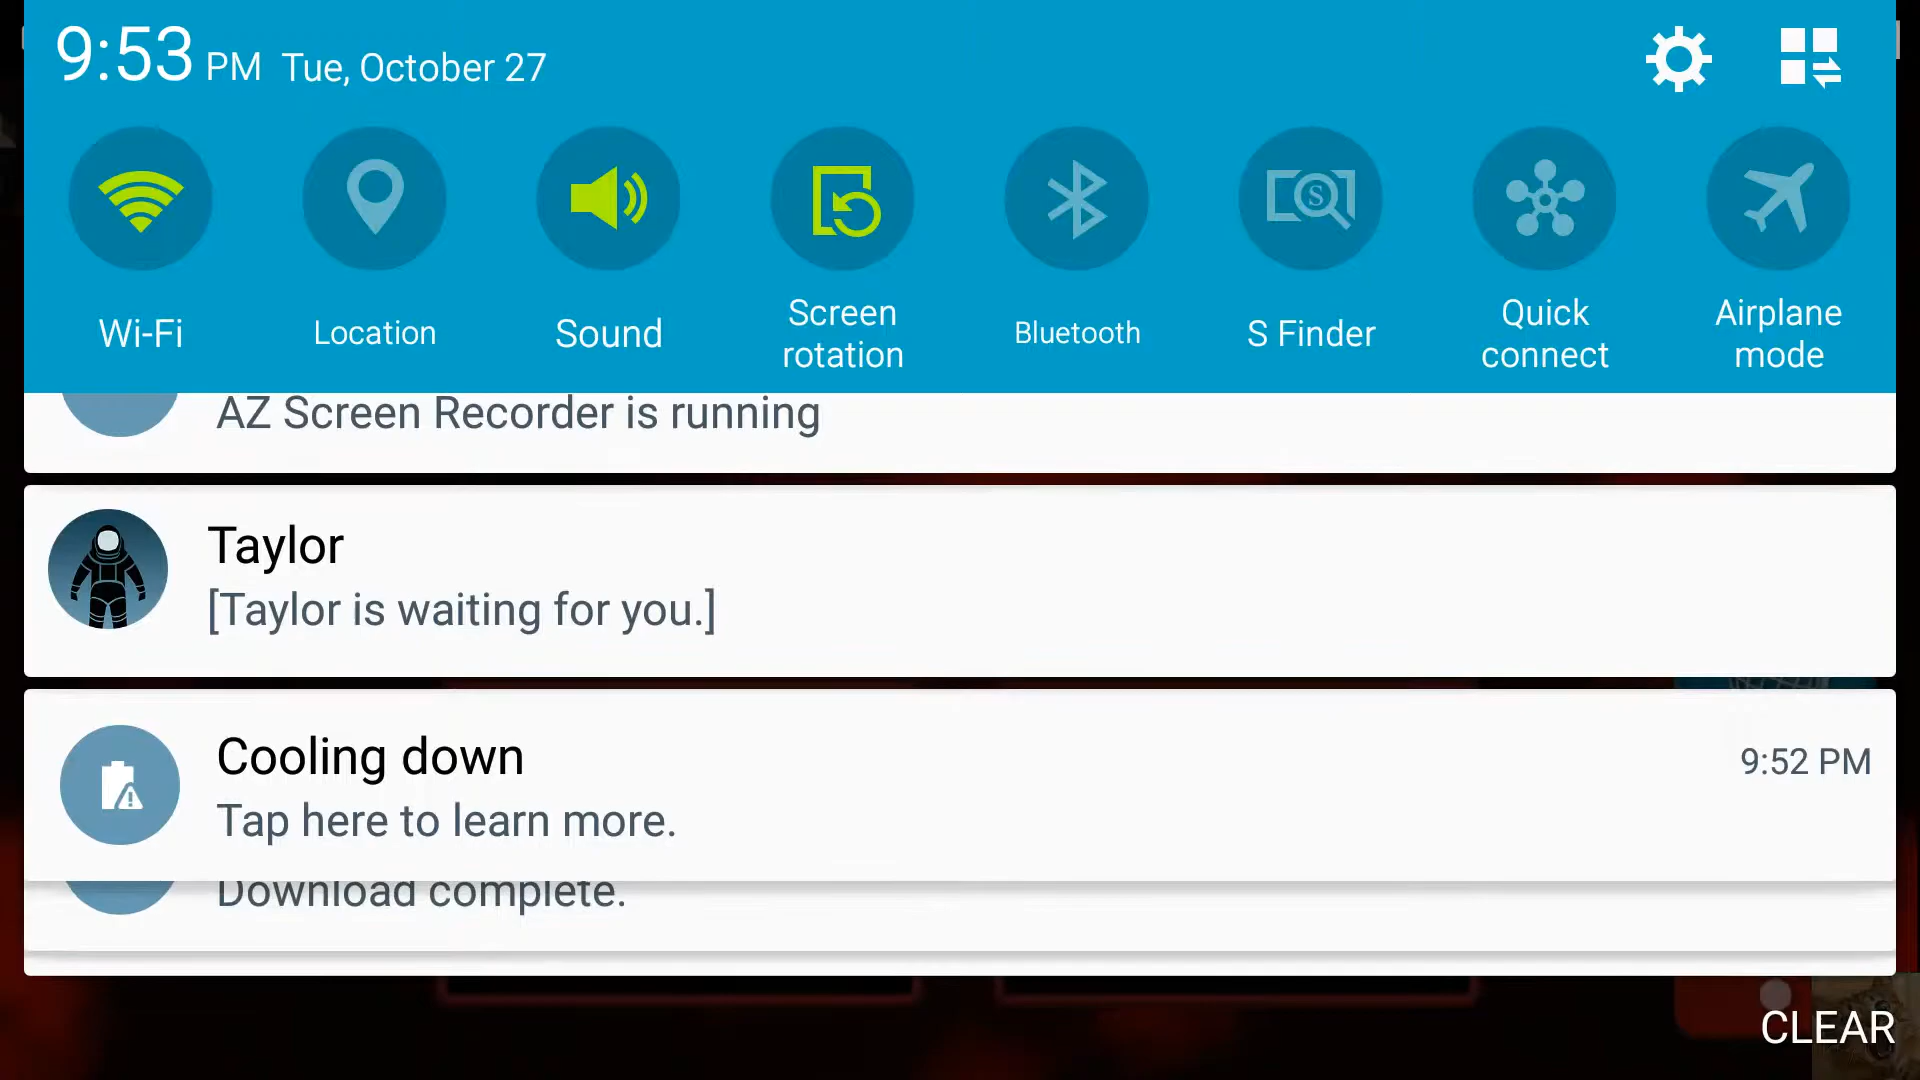 9:53 PM Tue, October 27
Wi-Fi
Location
Sound
Screen
rotation
Bluetooth
S Finder
Quick
connect
Airplane
mode
AZ Screen Recorder is running
Taylor
[Taylor is waiting for you.]
Cooling down
9:52 PM
Tap here to learn more.
Download complete.
CLEAR